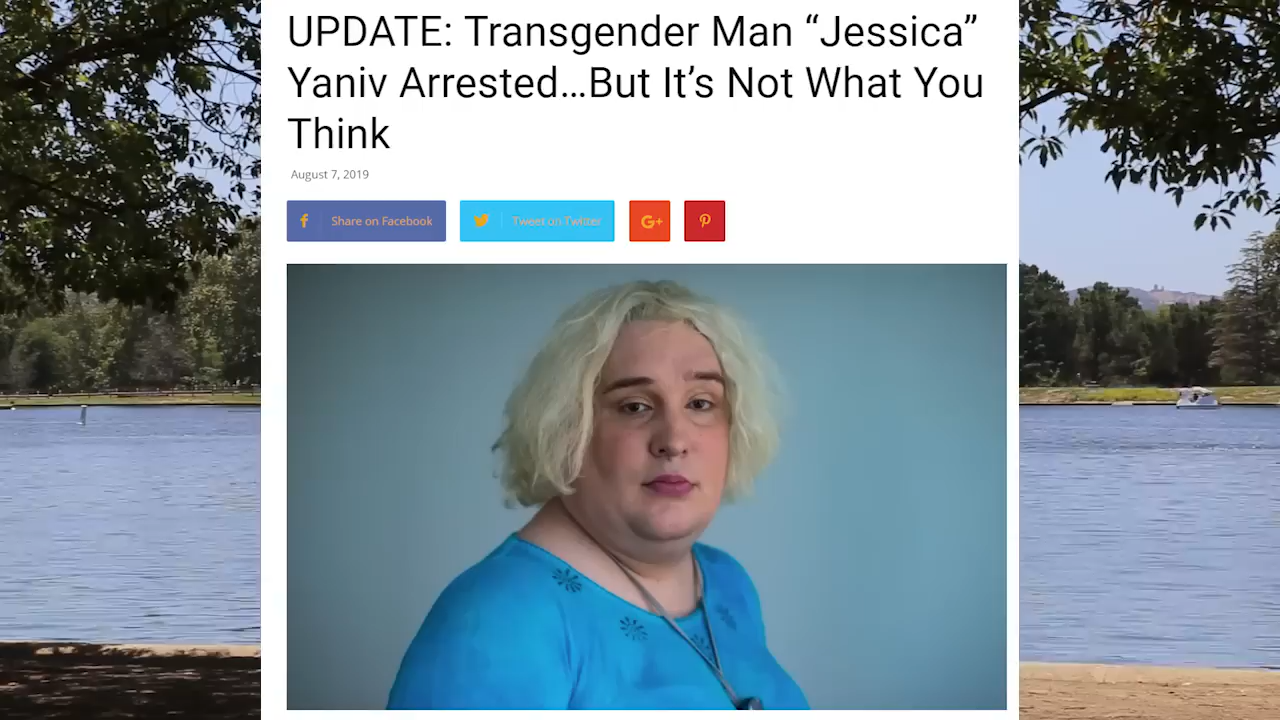 UPDATE: Transgender Man “Jessica”
Yaniv Arrested…But It’s Not What You
Think
August 7, 2019
Share on Facebook
Tweet on Twitter
G+